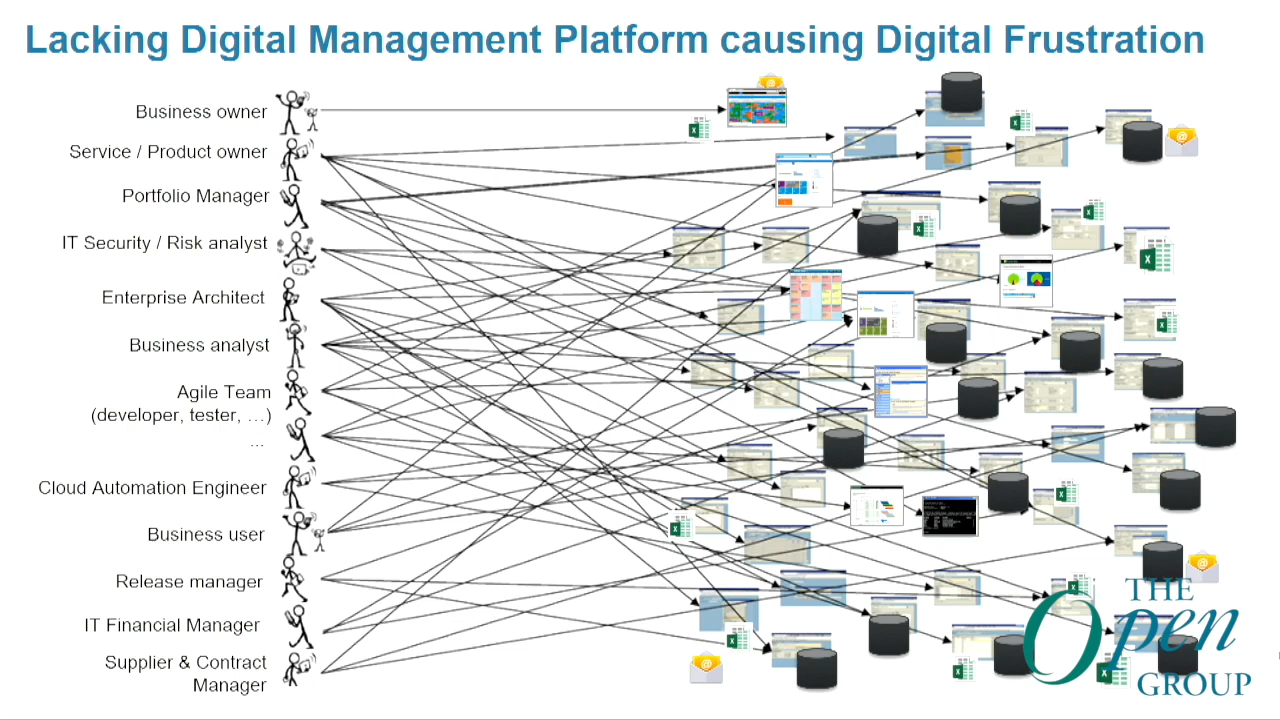 Lacking Digital Management Platform causing Digital Frustration
Business owner
Service / Product owner
Portfolio Manager
IT Security / Risk analyst
Enterprise Architect
Business analyst
Agile Team
(developer, tester, ...)
...
Cloud Automation Engineer
Business user
Release manager
IT Financial Manager
Supplier & Contract
Manager
THE
Open
GROUP